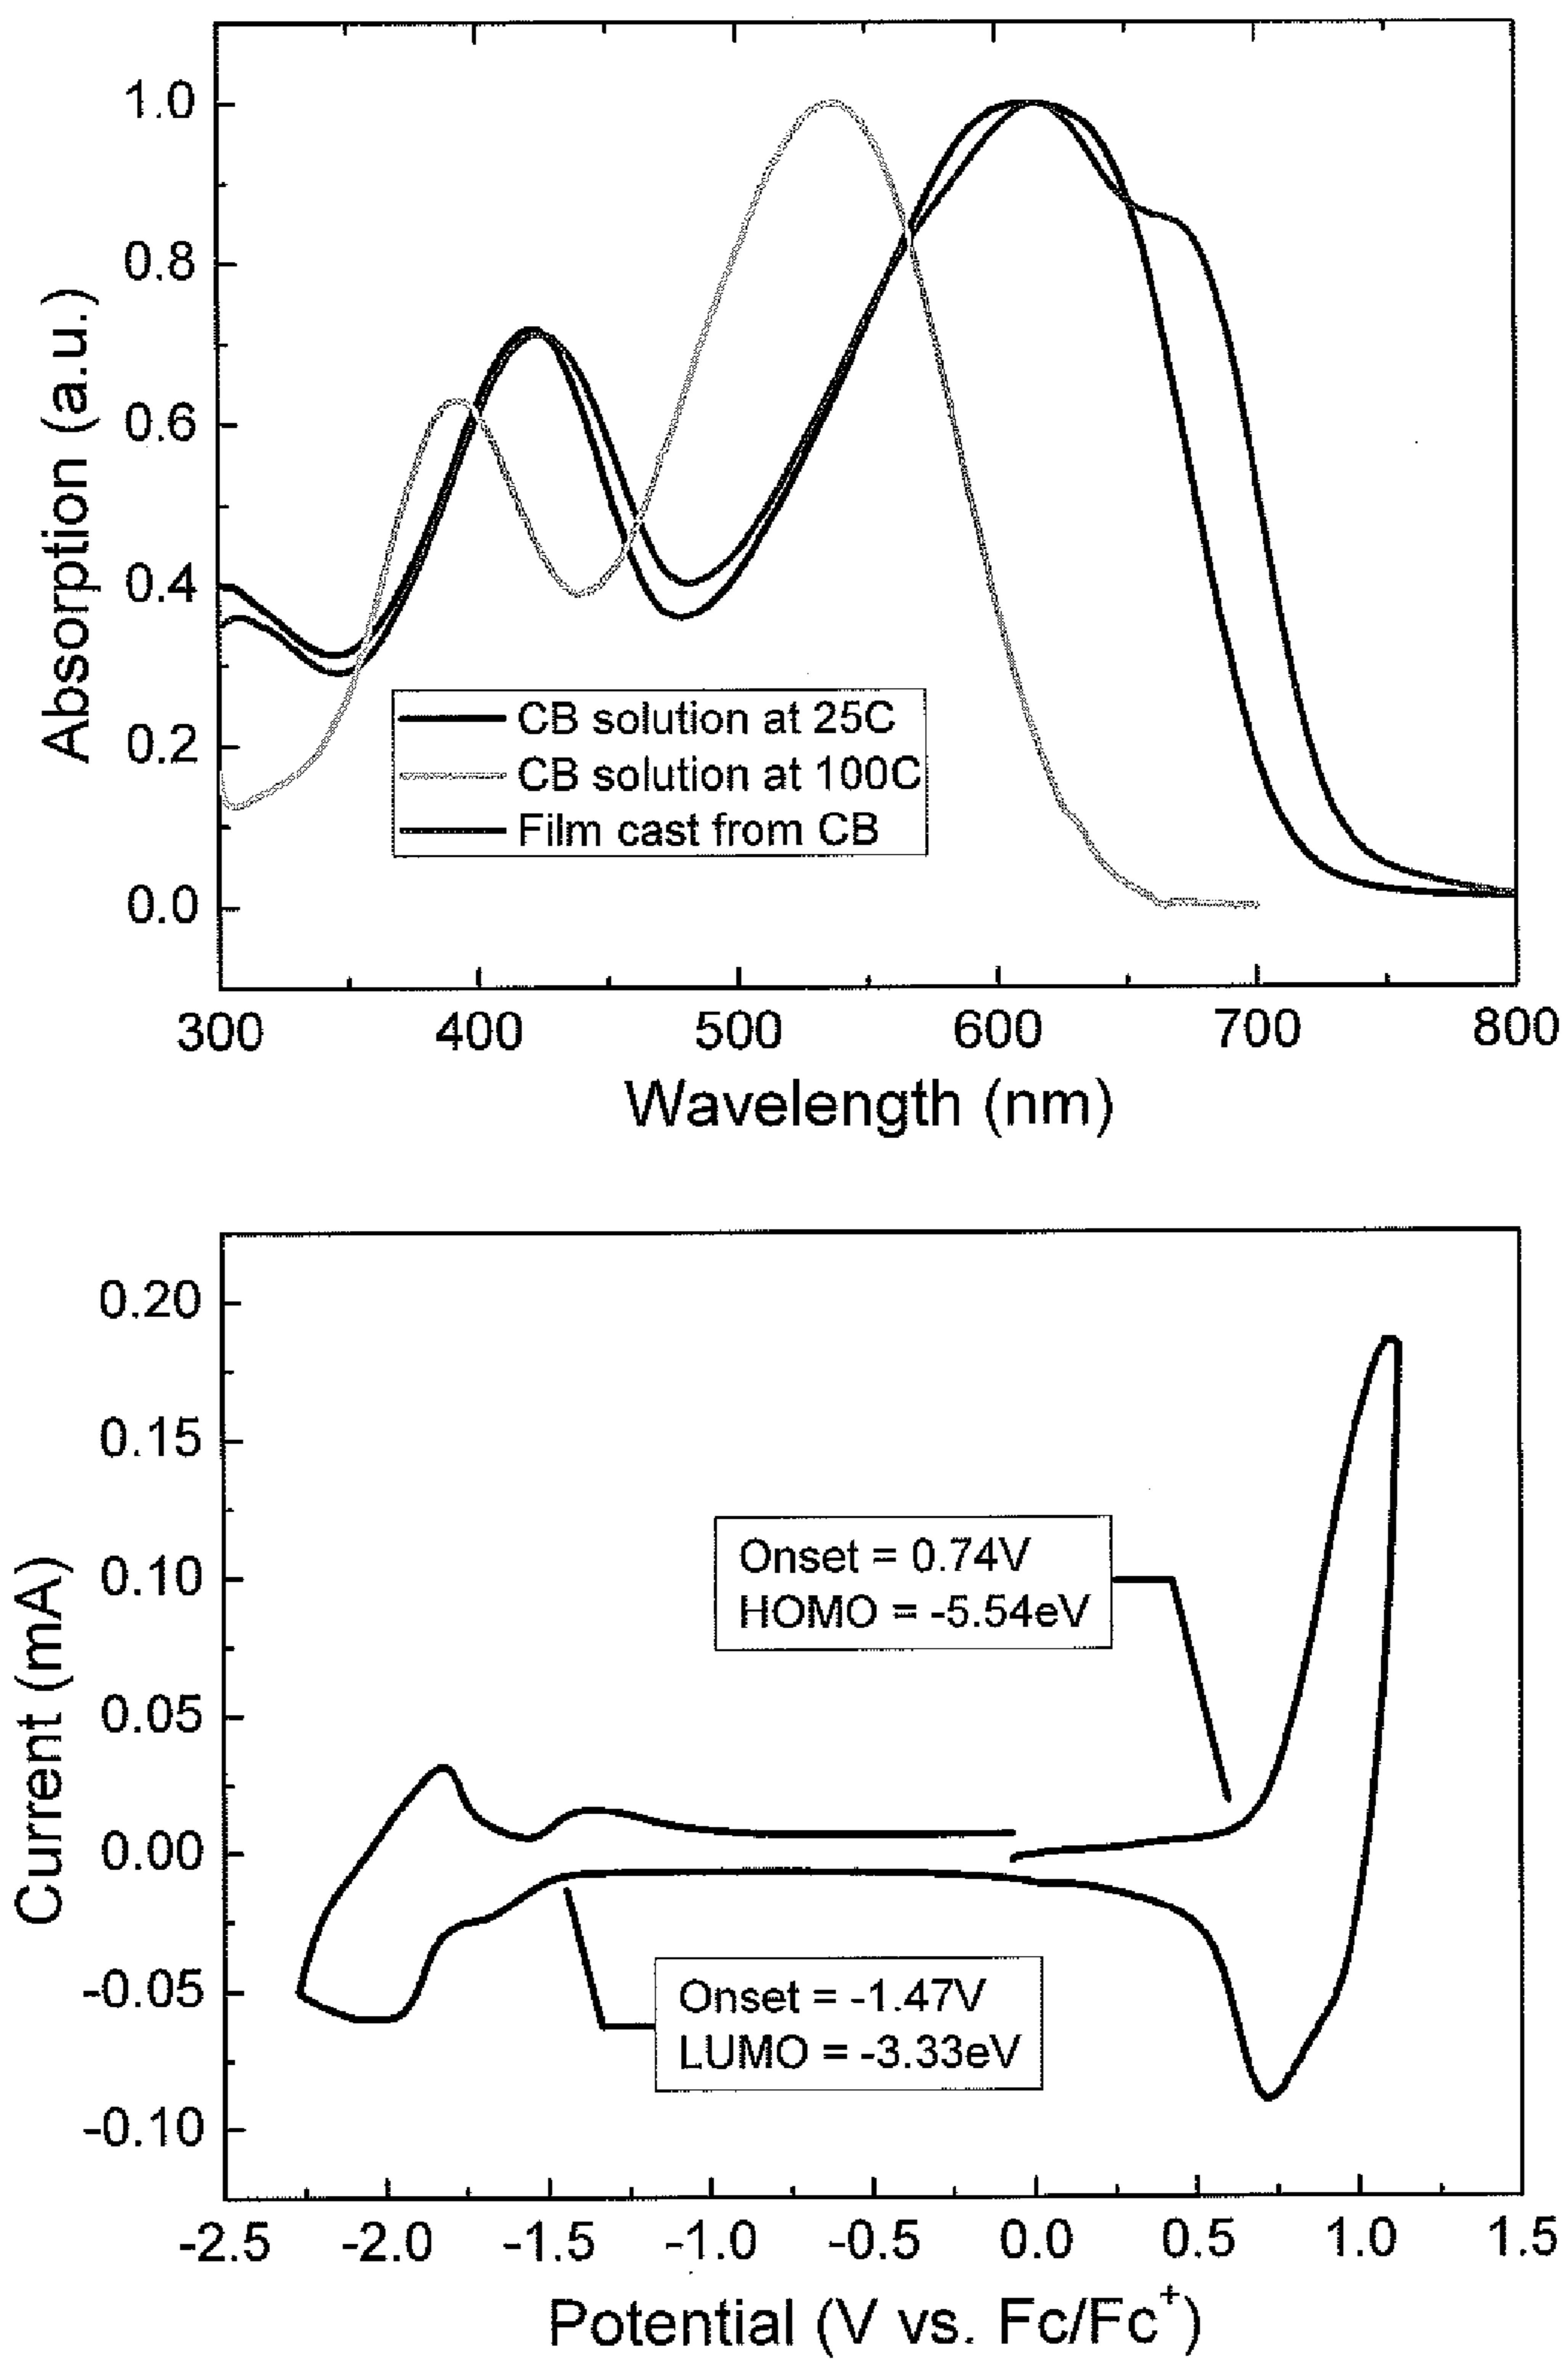 1.0
0.8
0.6
0.4
0.2
0.0
Absorption (a.u.)
CB solution at 25C
CB solution at 100C
Film cast from CB
300 400 500 600 700 800
Wavelength (nm)
0.20
0.15
0.10
0.05
0.00
-0.05
-0.10
Current (mA)
Onset = 0.74V
HOMO = -5.54eV
Onset = -1.47V
LUMO = -3.33eV
-2.5 -2.0 -1.5 -1.0 -0.5 0.0 0.5 1.0 1.5
Potential (V vs. Fc/Fc⁺)